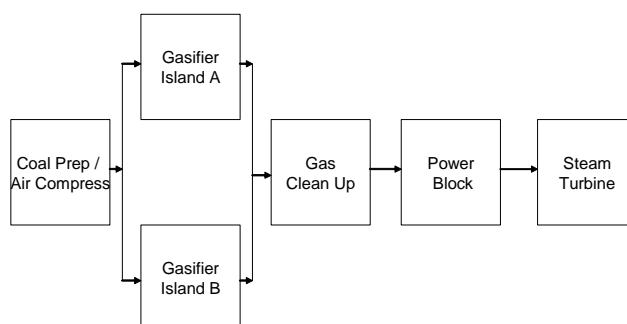 Gasifier
Island A
Coal Prep /
Air Compress
Gas
Clean Up
Power
Block
Steam
Turbine
Gasifier
Island B